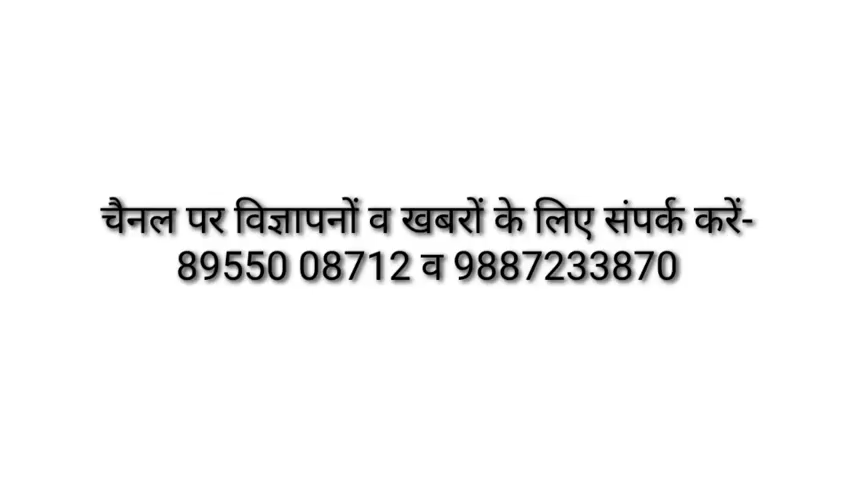 चैनल पर विज्ञापनों व खबरों के लिए संपर्क करें-
89550 08712 व 9887233870